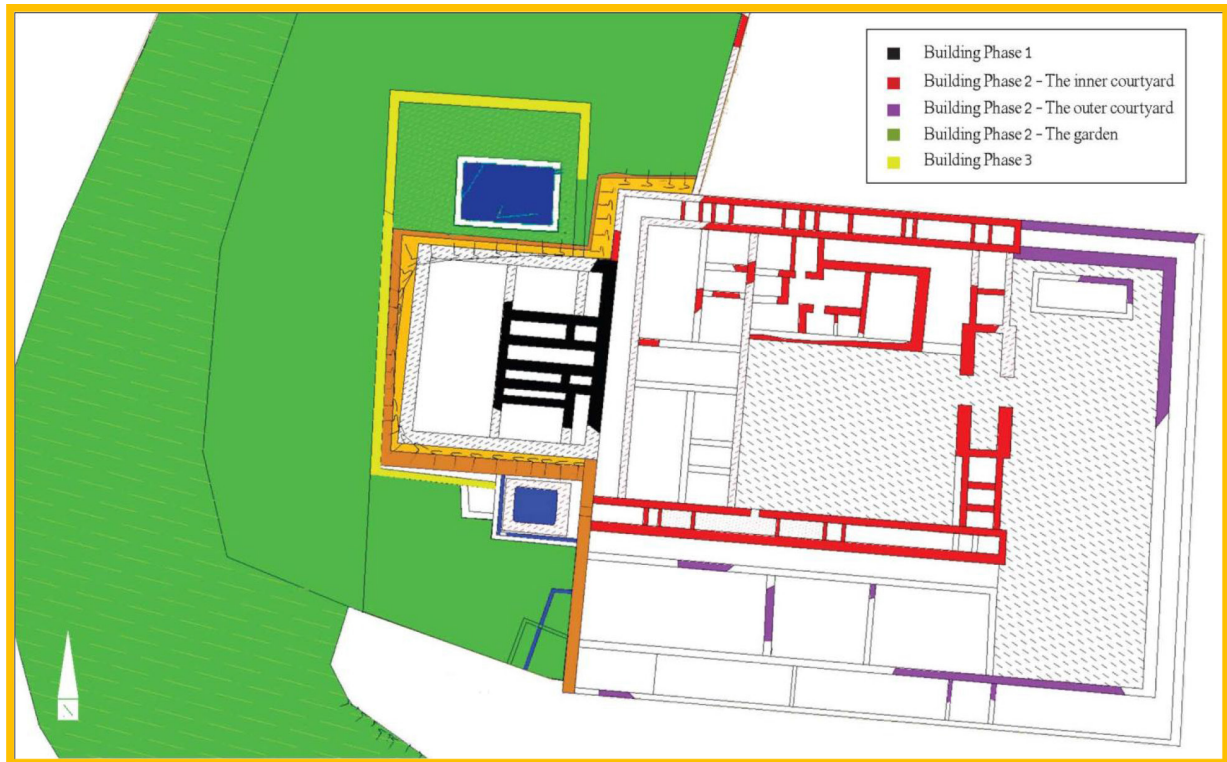 Building Phase 1
Building Phase 2 – The inner courtyard
Building Phase 2 – The outer courtyard
Building Phase 2 – The garden
Building Phase 3